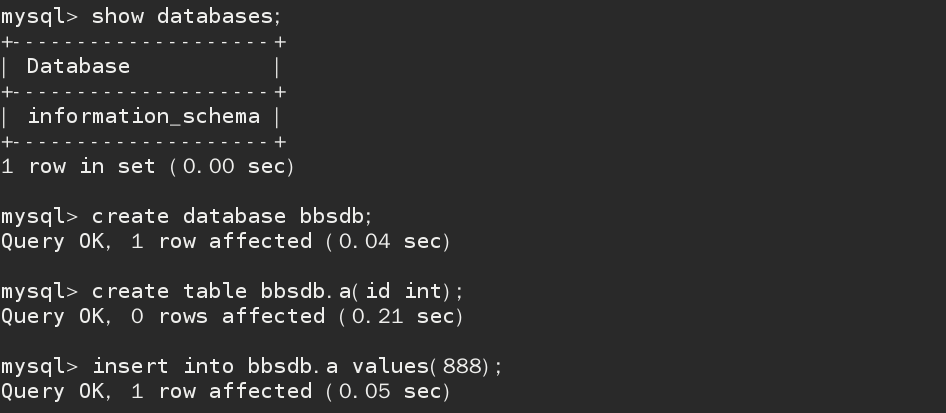 mysql> show databases;
+--------------------+
| Database           |
+--------------------+
| information_schema |
+--------------------+
1 row in set (0.00 sec)
mysql> create database bbsdb;
Query OK, 1 row affected (0.04 sec)
mysql> create table bbsdb.a(id int);
Query OK, 0 rows affected (0.21 sec)
mysql> insert into bbsdb.a values(888);
Query OK, 1 row affected (0.05 sec)